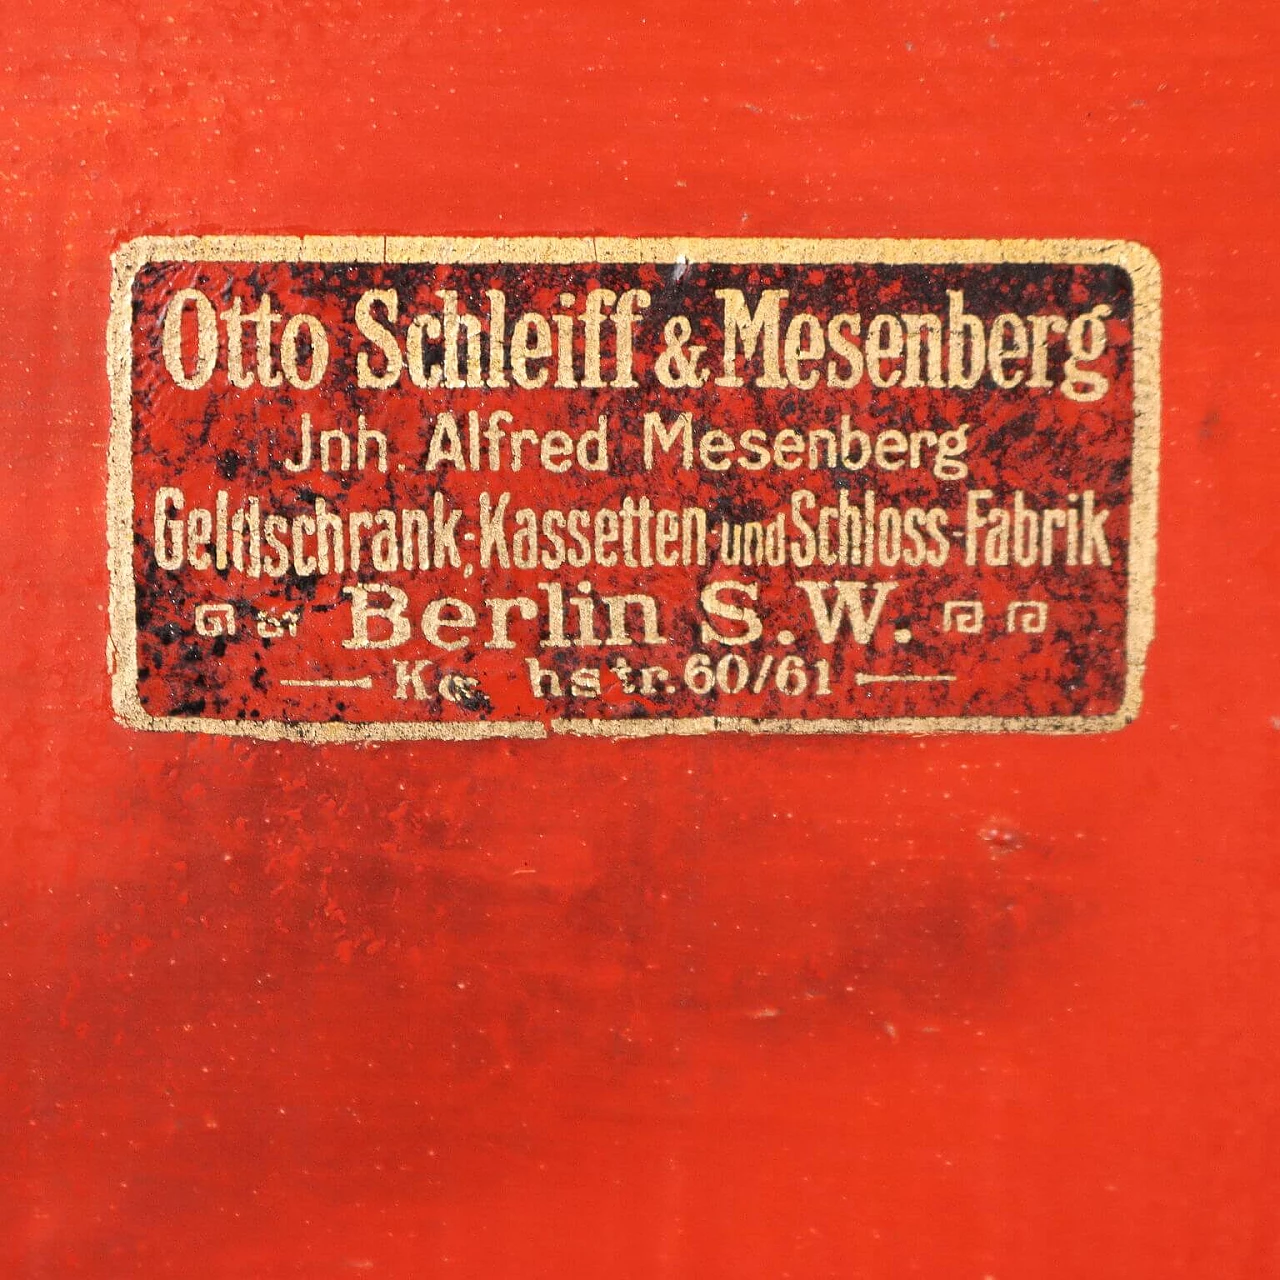 Otto Schleiff & Mesenberg
Jnh. Alfred Mesenberg
Geldschrank-, Kassetten- und Schloss-Fabrik
Berlin S.W.
60/61